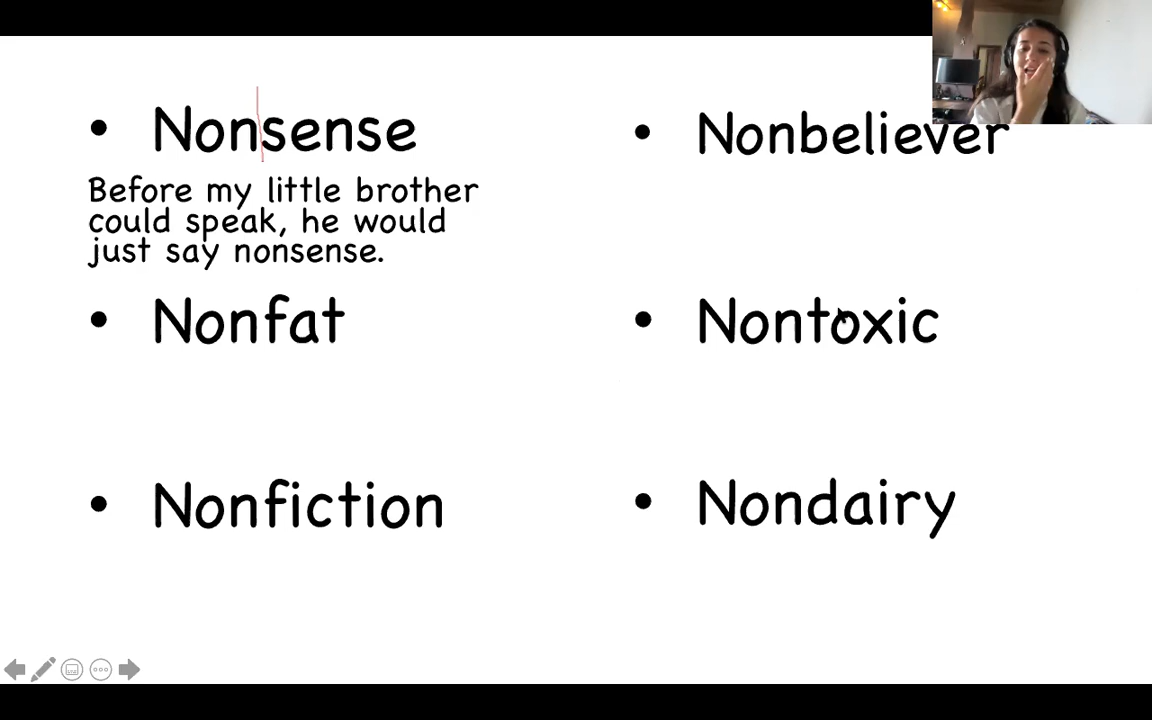 • Nonsense
Before my little brother
could speak, he would
just say nonsense.
• Nonfat
• Nonfiction
• Nonbeliever
• Nontoxic
• Nondairy